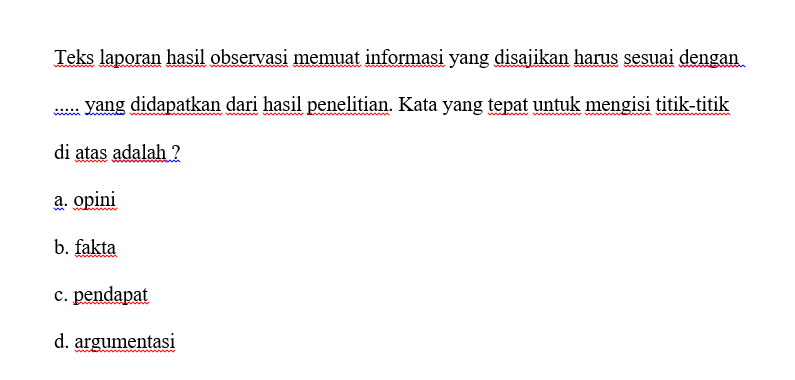 Teks laporan hasil observasi memuat informasi yang disajikan harus sesuai dengan
..... yang didapatkan dari hasil penelitian. Kata yang tepat untuk mengisi titik-titik
di atas adalah ?
a. opini
b. fakta
c. pendapat
d. argumentasi